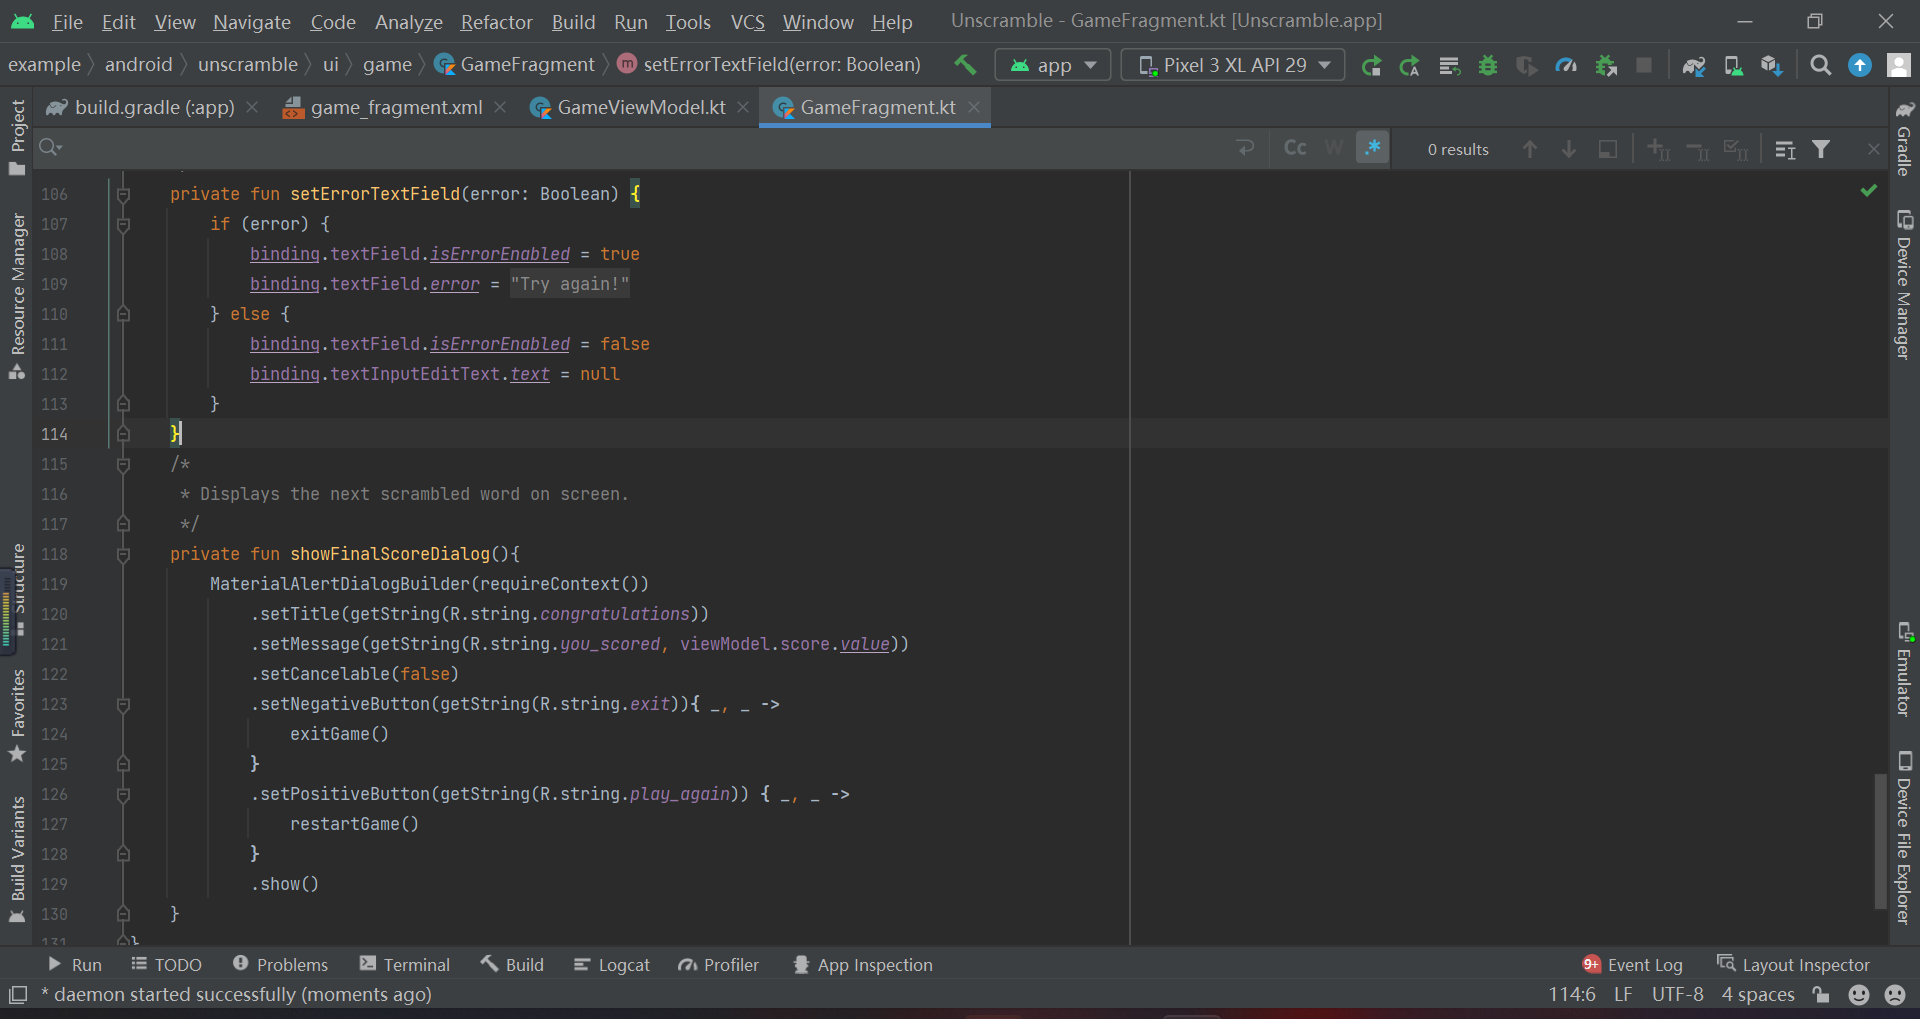 File Edit View Navigate Code Analyze Refactor Build Run Tools VCS Window Help Unscramble - GameFragment.kt [Unscramble.app]
example android unscramble ui game GameFragment m setErrorTextField(error: Boolean) app Pixel 3 XL API 29
build.gradle (:app) game_fragment.xml GameViewModel.kt GameFragment.kt
Cc W .* 0 results
106 private fun setErrorTextField(error: Boolean) {
107 if (error) {
108 binding.textField.isErrorEnabled = true
109 binding.textField.error = "Try again!"
110 } else {
111 binding.textField.isErrorEnabled = false
112 binding.textInputEditText.text = null
113 }
114 }
115 /*
116 * Displays the next scrambled word on screen.
117 */
118 private fun showFinalScoreDialog(){
119 MaterialAlertDialogBuilder(requireContext())
120 .setTitle(getString(R.string.congratulations))
121 .setMessage(getString(R.string.you_scored, viewModel.score.value))
122 .setCancelable(false)
123 .setNegativeButton(getString(R.string.exit)){ _, _ ->
124 exitGame()
125 }
126 .setPositiveButton(getString(R.string.play_again)) { _, _ ->
127 restartGame()
128 }
129 .show()
130 }
131 }
Project
Resource Manager
Structure
Favorites
Build Variants
Gradle
Device Manager
Emulator
Device File Explorer
Run TODO Problems Terminal Build Logcat Profiler App Inspection 9+ Event Log Layout Inspector
* daemon started successfully (moments ago) 114:6 LF UTF-8 4 spaces